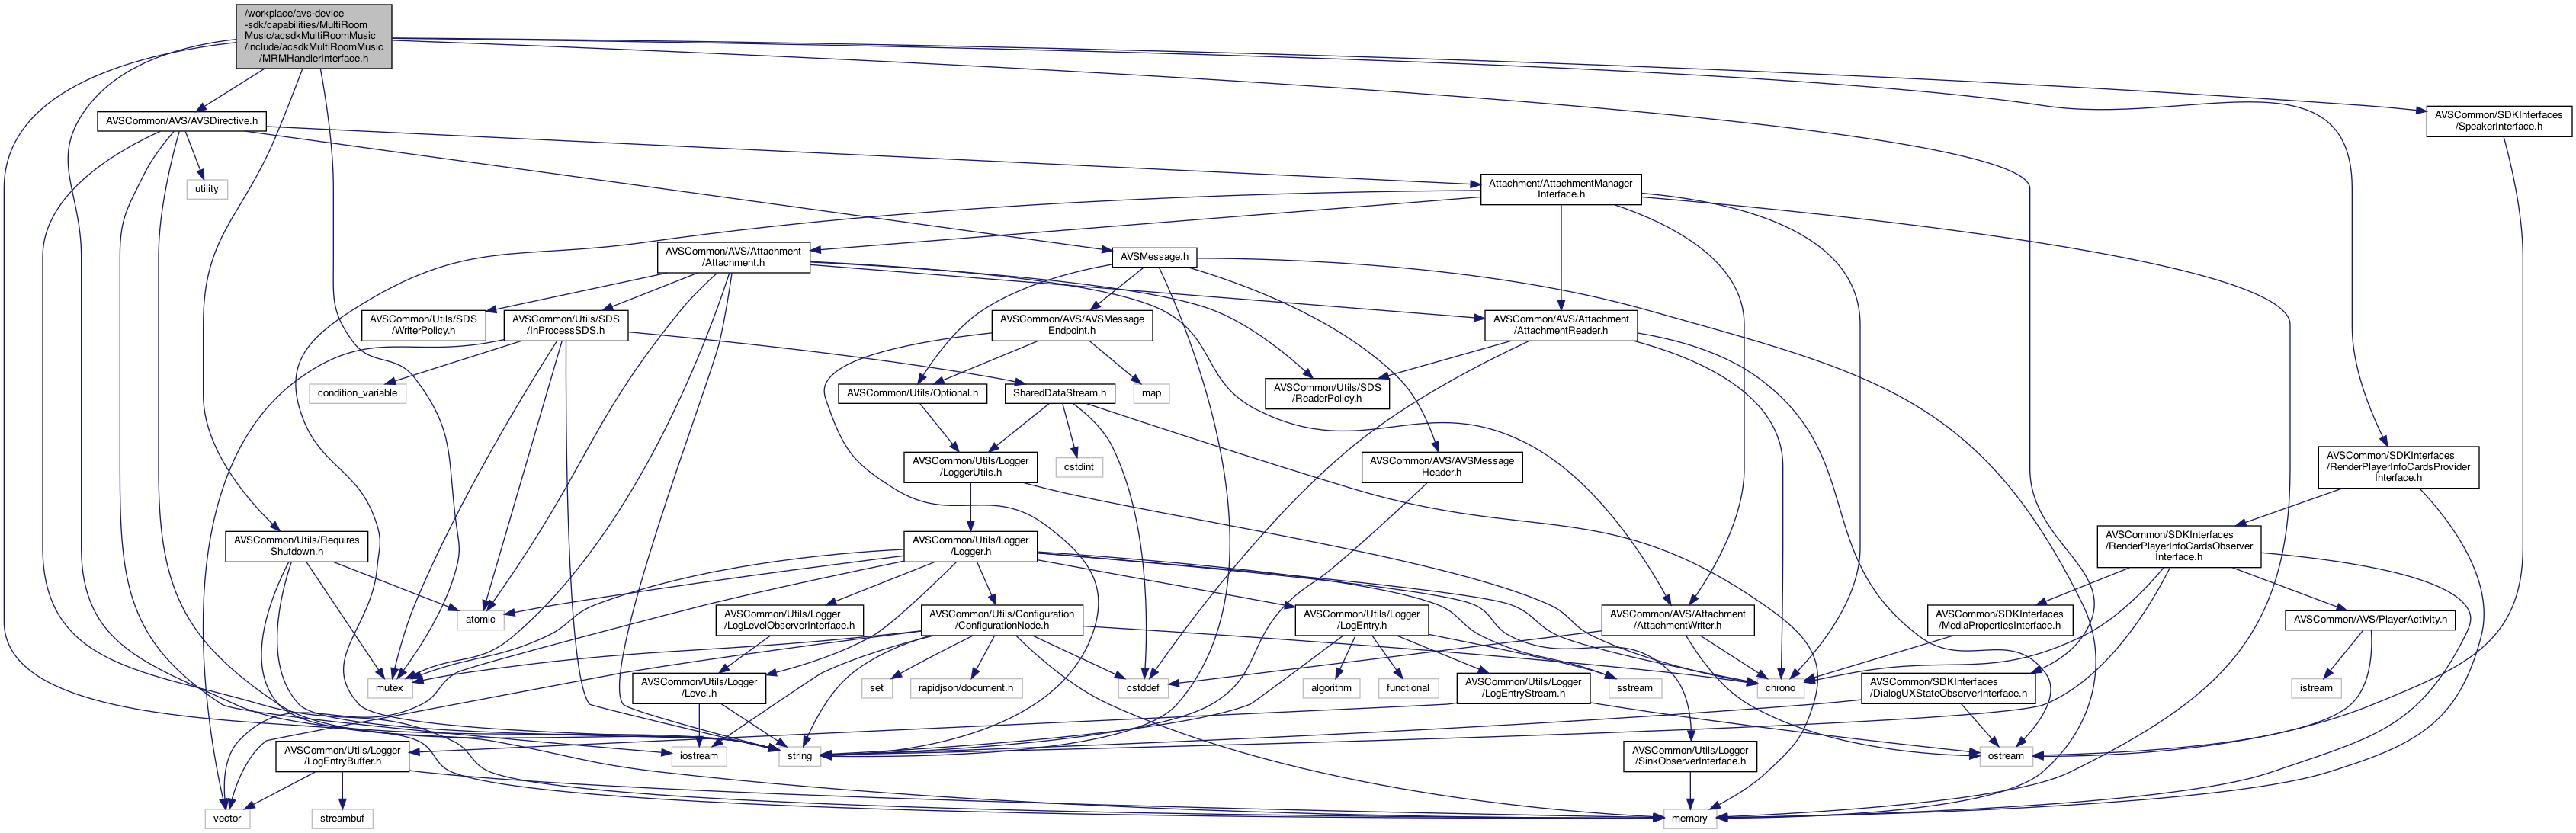 /workplace/avs-device
-sdk/capabilities/MultiRoom
Music/acsdkMultiRoomMusic
/include/acsdkMultiRoomMusic
/MRMHandlerInterface.h
AVSCommon/AVS/AVSDirective.h
AVSCommon/SDKInterfaces
/SpeakerInterface.h
utility
Attachment/AttachmentManager
Interface.h
AVSCommon/AVS/Attachment
/Attachment.h
AVSMessage.h
AVSCommon/Utils/SDS
/WriterPolicy.h
AVSCommon/Utils/SDS
/InProcessSDS.h
AVSCommon/AVS/AVSMessage
Endpoint.h
AVSCommon/AVS/Attachment
/AttachmentReader.h
condition_variable
AVSCommon/Utils/Optional.h
SharedDataStream.h
map
AVSCommon/Utils/SDS
/ReaderPolicy.h
AVSCommon/Utils/Logger
/LoggerUtils.h
cstdint
AVSCommon/AVS/AVSMessage
Header.h
AVSCommon/SDKInterfaces
/RenderPlayerInfoCardsProvider
Interface.h
AVSCommon/Utils/Requires
Shutdown.h
AVSCommon/Utils/Logger
/Logger.h
AVSCommon/SDKInterfaces
/RenderPlayerInfoCardsObserver
Interface.h
atomic
AVSCommon/Utils/Logger
/LogLevelObserverInterface.h
AVSCommon/Utils/Configuration
/ConfigurationNode.h
AVSCommon/Utils/Logger
/LogEntry.h
AVSCommon/AVS/Attachment
/AttachmentWriter.h
AVSCommon/SDKInterfaces
/MediaPropertiesInterface.h
AVSCommon/AVS/PlayerActivity.h
mutex
AVSCommon/Utils/Logger
/Level.h
set
rapidjson/document.h
cstddef
algorithm
functional
AVSCommon/Utils/Logger
/LogEntryStream.h
sstream
chrono
AVSCommon/SDKInterfaces
/DialogUXStateObserverInterface.h
istream
AVSCommon/Utils/Logger
/LogEntryBuffer.h
iostream
string
AVSCommon/Utils/Logger
/SinkObserverInterface.h
ostream
vector
streambuf
memory